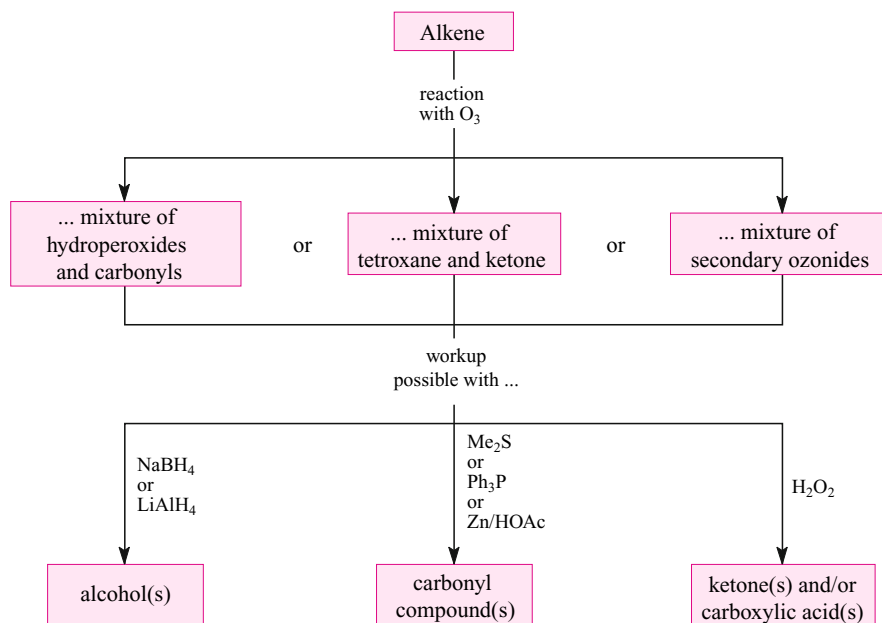 Alkene
reaction
with O₃
... mixture of
hydroperoxides
and carbonyls
or
... mixture of
tetroxane and ketone
or
... mixture of
secondary ozonides
workup
possible with ...
NaBH₄
or
LiAlH₄
Me₂S
or
Ph₃P
or
Zn/HOAc
H₂O₂
alcohol(s)
carbonyl
compound(s)
ketone(s) and/or
carboxylic acid(s)